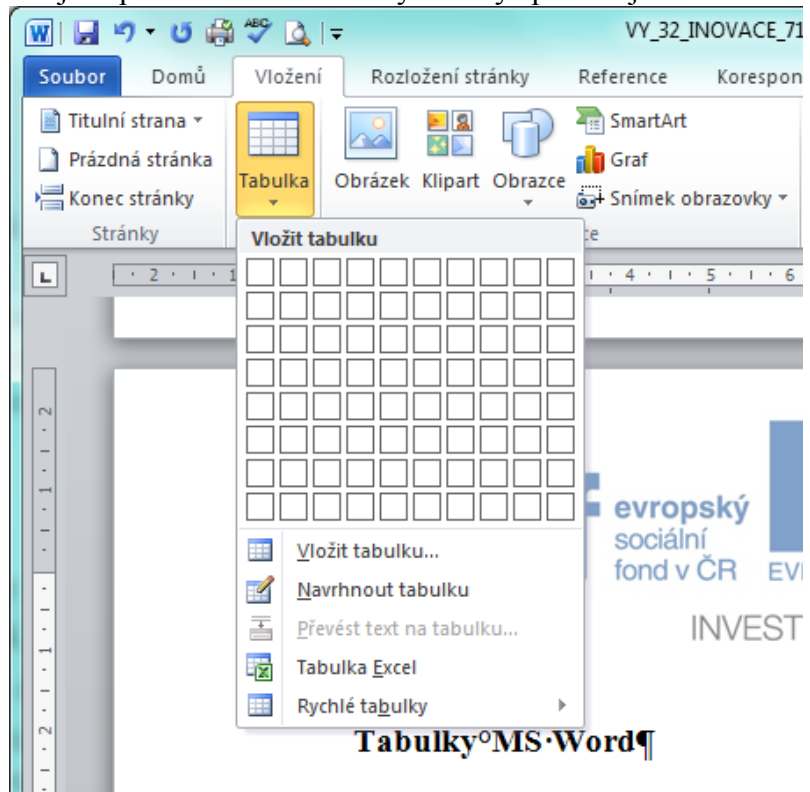 VY_32_INOVACE_71
Soubor Domů Vložení Rozložení stránky Reference Korespon
Titulní strana
Prázdná stránka
Konec stránky
Stránky
Tabulka
Obrázek Klipart Obrazce
SmartArt
Graf
Snímek obrazovky
ce
Vložit tabulku
L · 2 · 1 · 4 · 5 · 6
Vložit tabulku...
Navrhnout tabulku
Převést text na tabulku...
Tabulka Excel
Rychlé tabulky
evropský
sociální
fond v ČR EV
INVEST
Tabulky°MS·Word¶